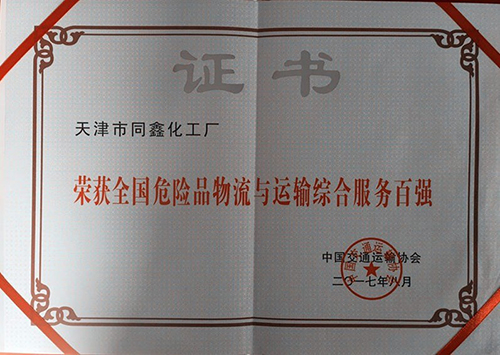 证书
天津市同鑫化工厂
荣获全国危险品物流与运输综合服务百强
中国交通运输协会
二〇一七年八月